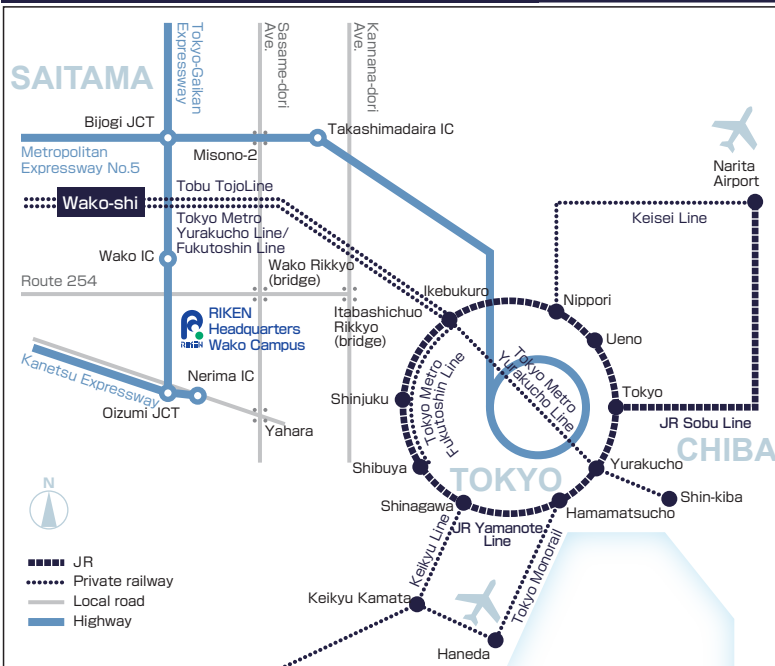 SAITAMA
Tokyo-Gaikan
Expressway
Sasame-dori
Ave.
Kannana-dori
Ave.
Bijogi JCT
Takashimadaira IC
Metropolitan
Expressway No.5
Misono-2
Narita
Airport
Wako-shi
Tobu TojoLine
Tokyo Metro
Yurakucho Line/
Fukutoshin Line
Keisei Line
Wako IC
Wako Rikkyo
(bridge)
Route 254
Ikebukuro
Nippori
RIKEN
RIKEN
Headquarters
Wako Campus
Itabashichuo
Rikkyo
(bridge)
Ueno
Kanetsu Expressway
Nerima IC
Oizumi JCT
Tokyo Metro
Fukutoshin Line
Tokyo Metro
Yurakucho Line
Shinjuku
Tokyo
JR Sobu Line
Yahara
CHIBA
Shibuya
TOKYO
Yurakucho
Shin-kiba
N
Shinagawa
Hamamatsucho
JR Yamanote
Line
Keikyu Line
Tokyo Monorail
JR
Private railway
Local road
Highway
Keikyu Kamata
Haneda